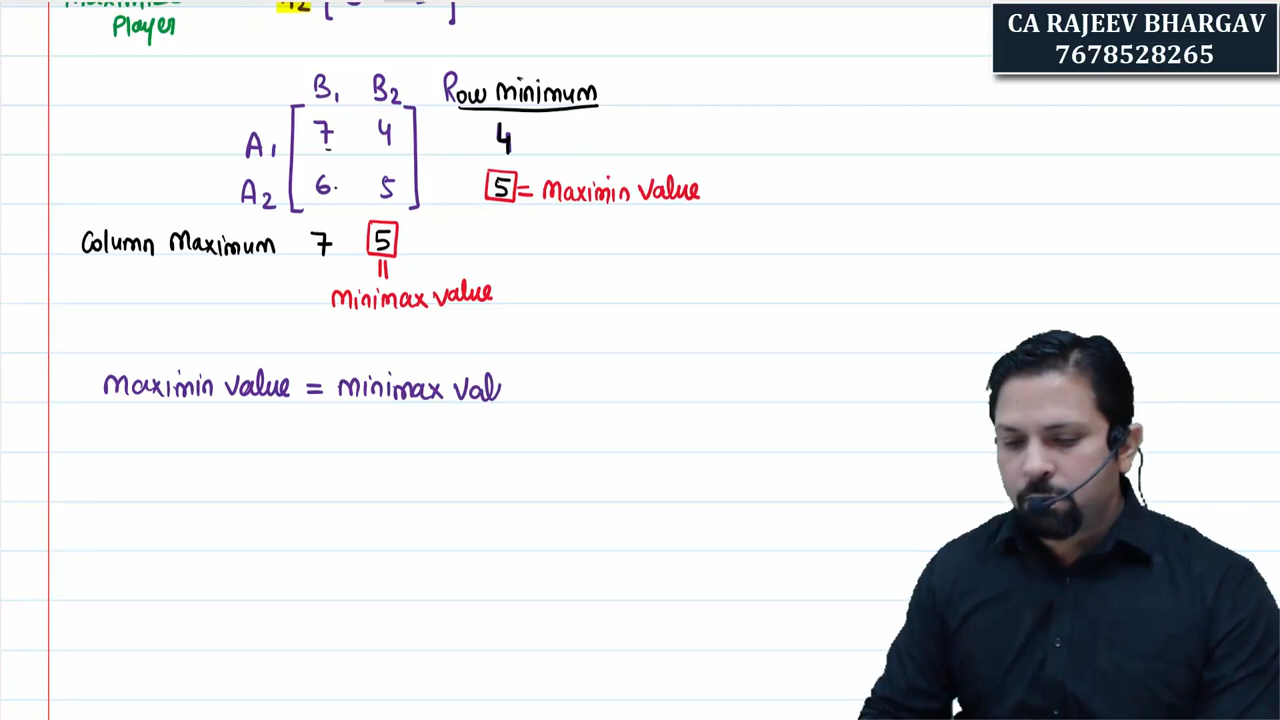 Player
CA RAJEEV BHARGAV
7678528265
B1 B2 Row minimum
A1 7 4 4
A2 6 5 5 = Maximin Value
Column Maximum 7 5
=
minimax value
maximin value = minimax val